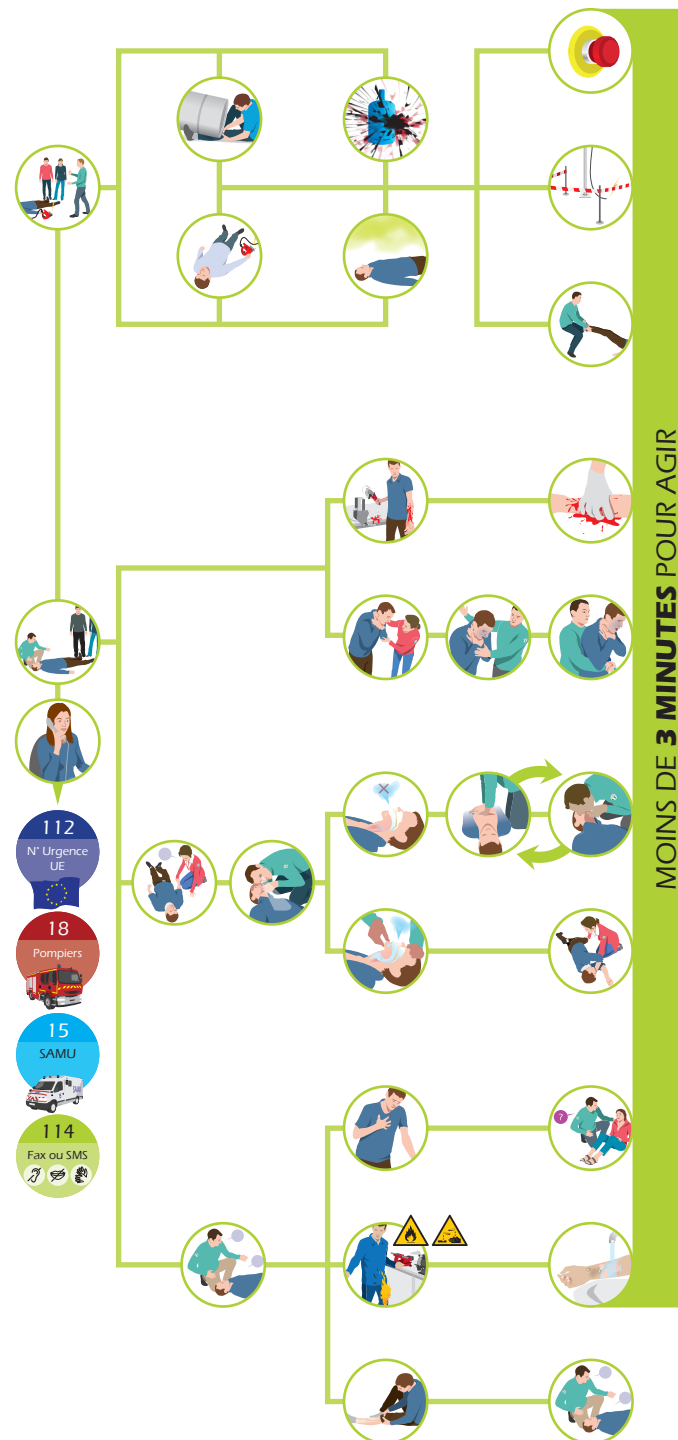 112
N° Urgence
UE
18
Pompiers
15
SAMU
114
Fax ou SMS
?
MOINS DE 3 MINUTES POUR AGIR